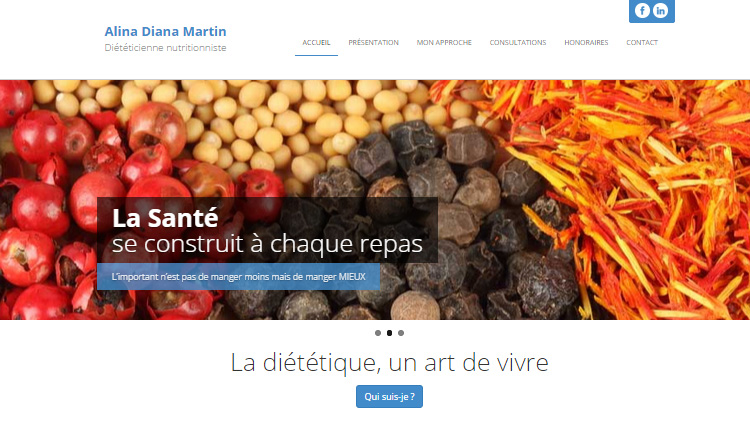 Alina Diana Martin
Diététicienne nutritionniste
ACCUEIL PRÉSENTATION MON APPROCHE CONSULTATIONS HONORAIRES CONTACT
La Santé
se construit à chaque repas
L'important n'est pas de manger moins mais de manger MIEUX
La diététique, un art de vivre
Qui suis-je ?